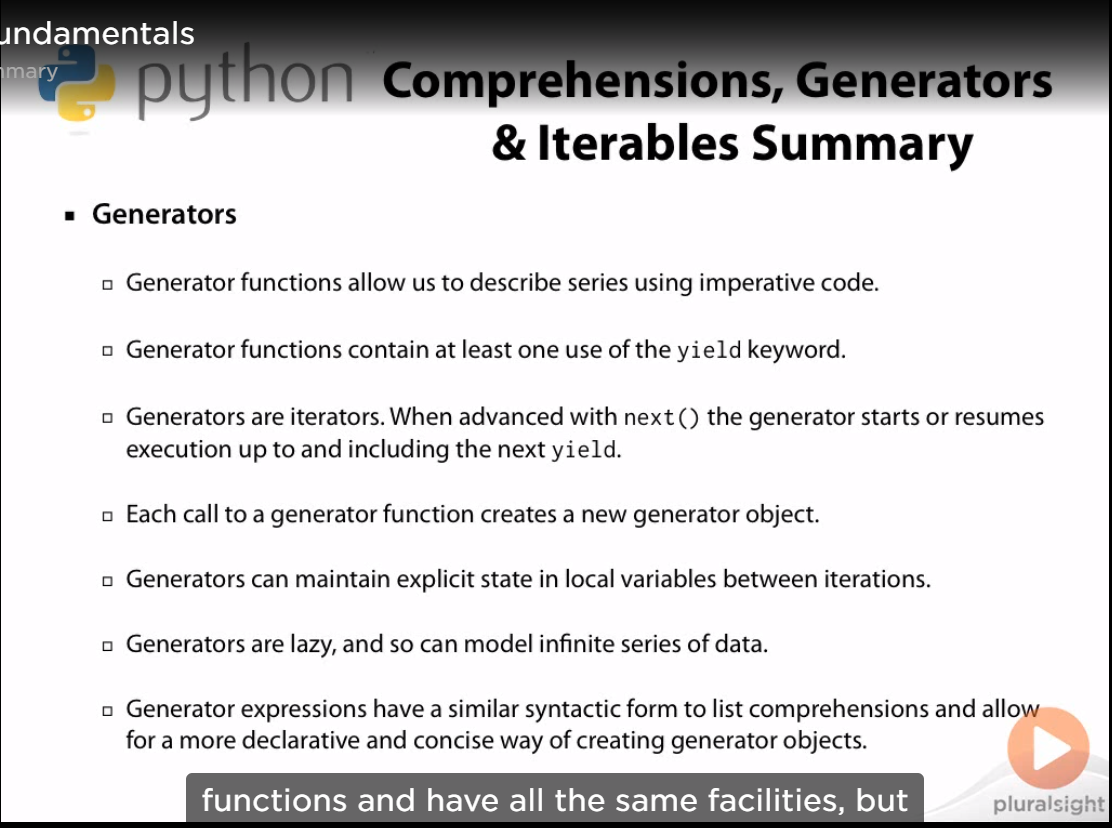 undamentals
mmary
python Comprehensions, Generators
& Iterables Summary
Generators
Generator functions allow us to describe series using imperative code.
Generator functions contain at least one use of the yield keyword.
Generators are iterators. When advanced with next() the generator starts or resumes
execution up to and including the next yield.
Each call to a generator function creates a new generator object.
Generators can maintain explicit state in local variables between iterations.
Generators are lazy, and so can model infinite series of data.
Generator expressions have a similar syntactic form to list comprehensions and allow
for a more declarative and concise way of creating generator objects.
functions and have all the same facilities, but
pluralsight